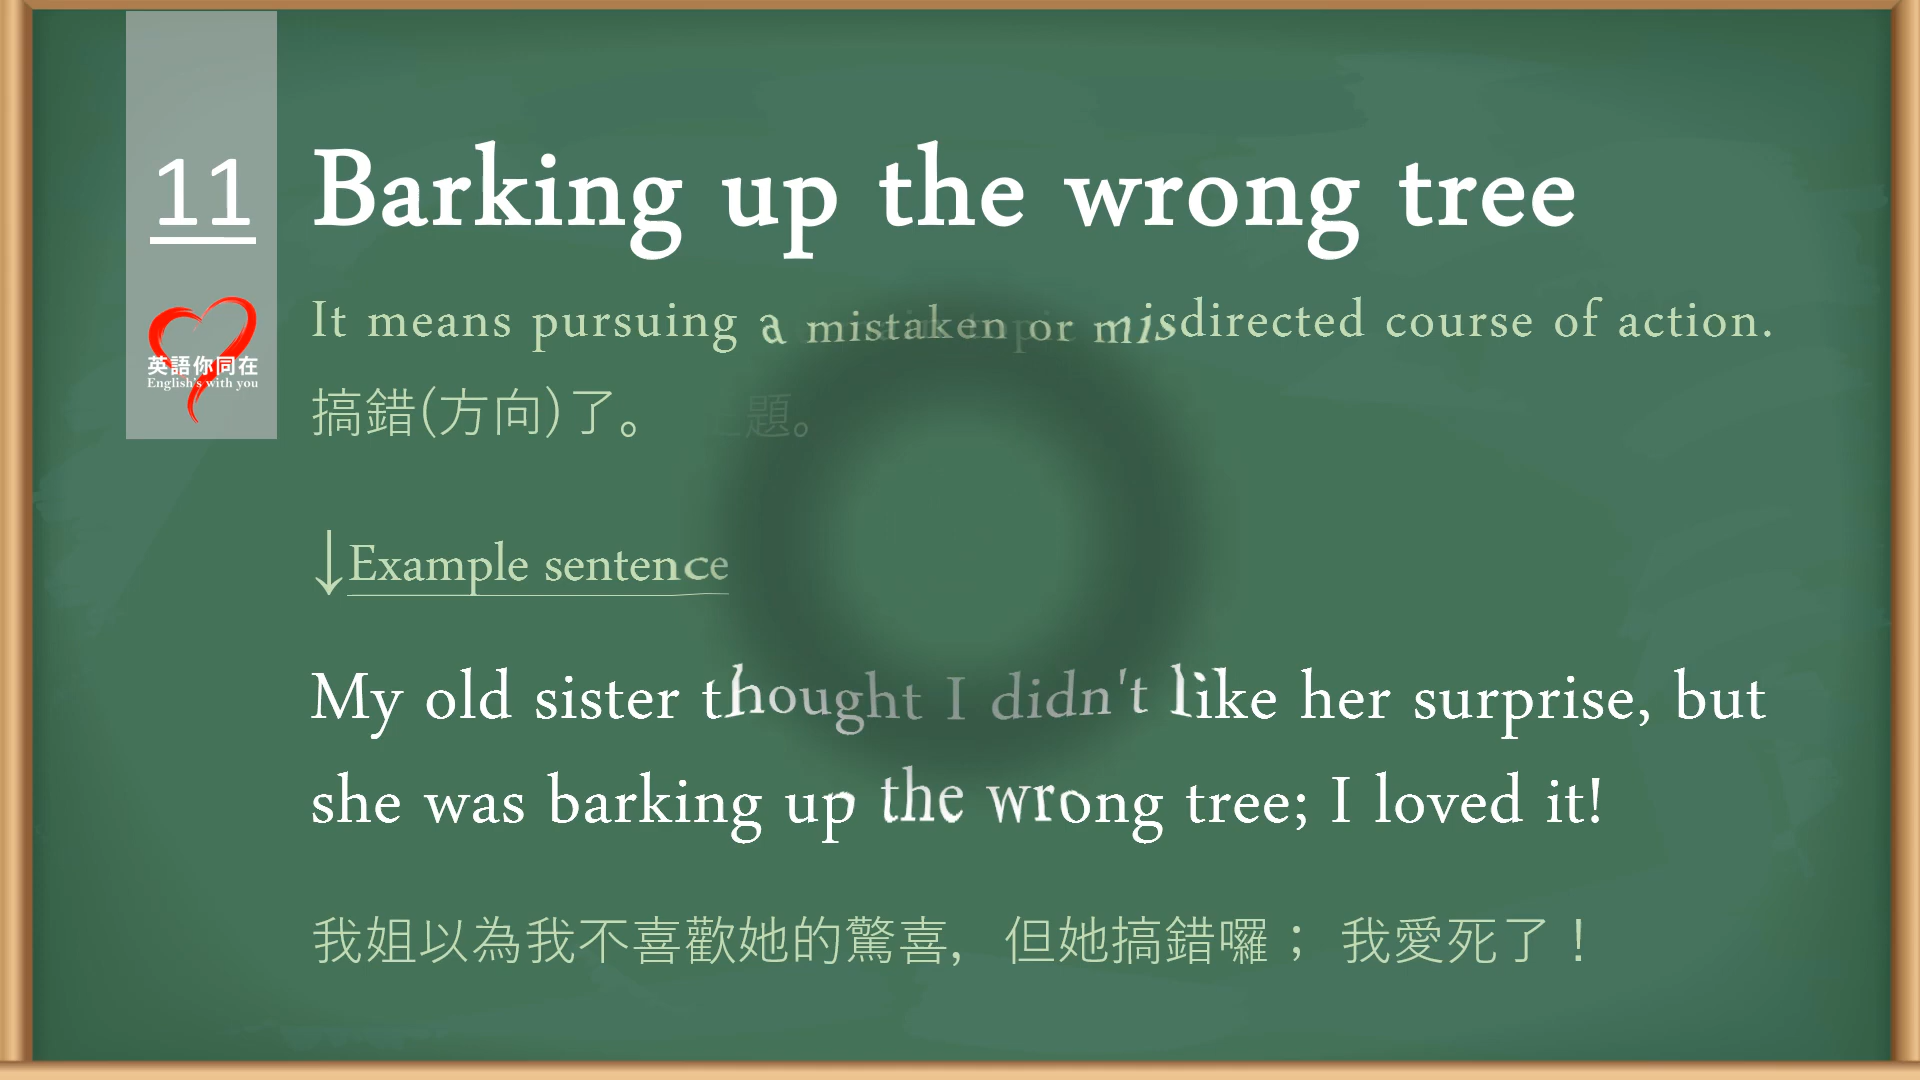 11
Barking up the wrong tree
英語你同在
English's with you
It means pursuing a mistaken or misdirected course of action.
搞錯(方向)了。
題。
↓Example sentence
My old sister thought I didn't like her surprise, but
she was barking up the wrong tree; I loved it!
我姐以為我不喜歡她的驚喜，但她搞錯囉； 我愛死了！